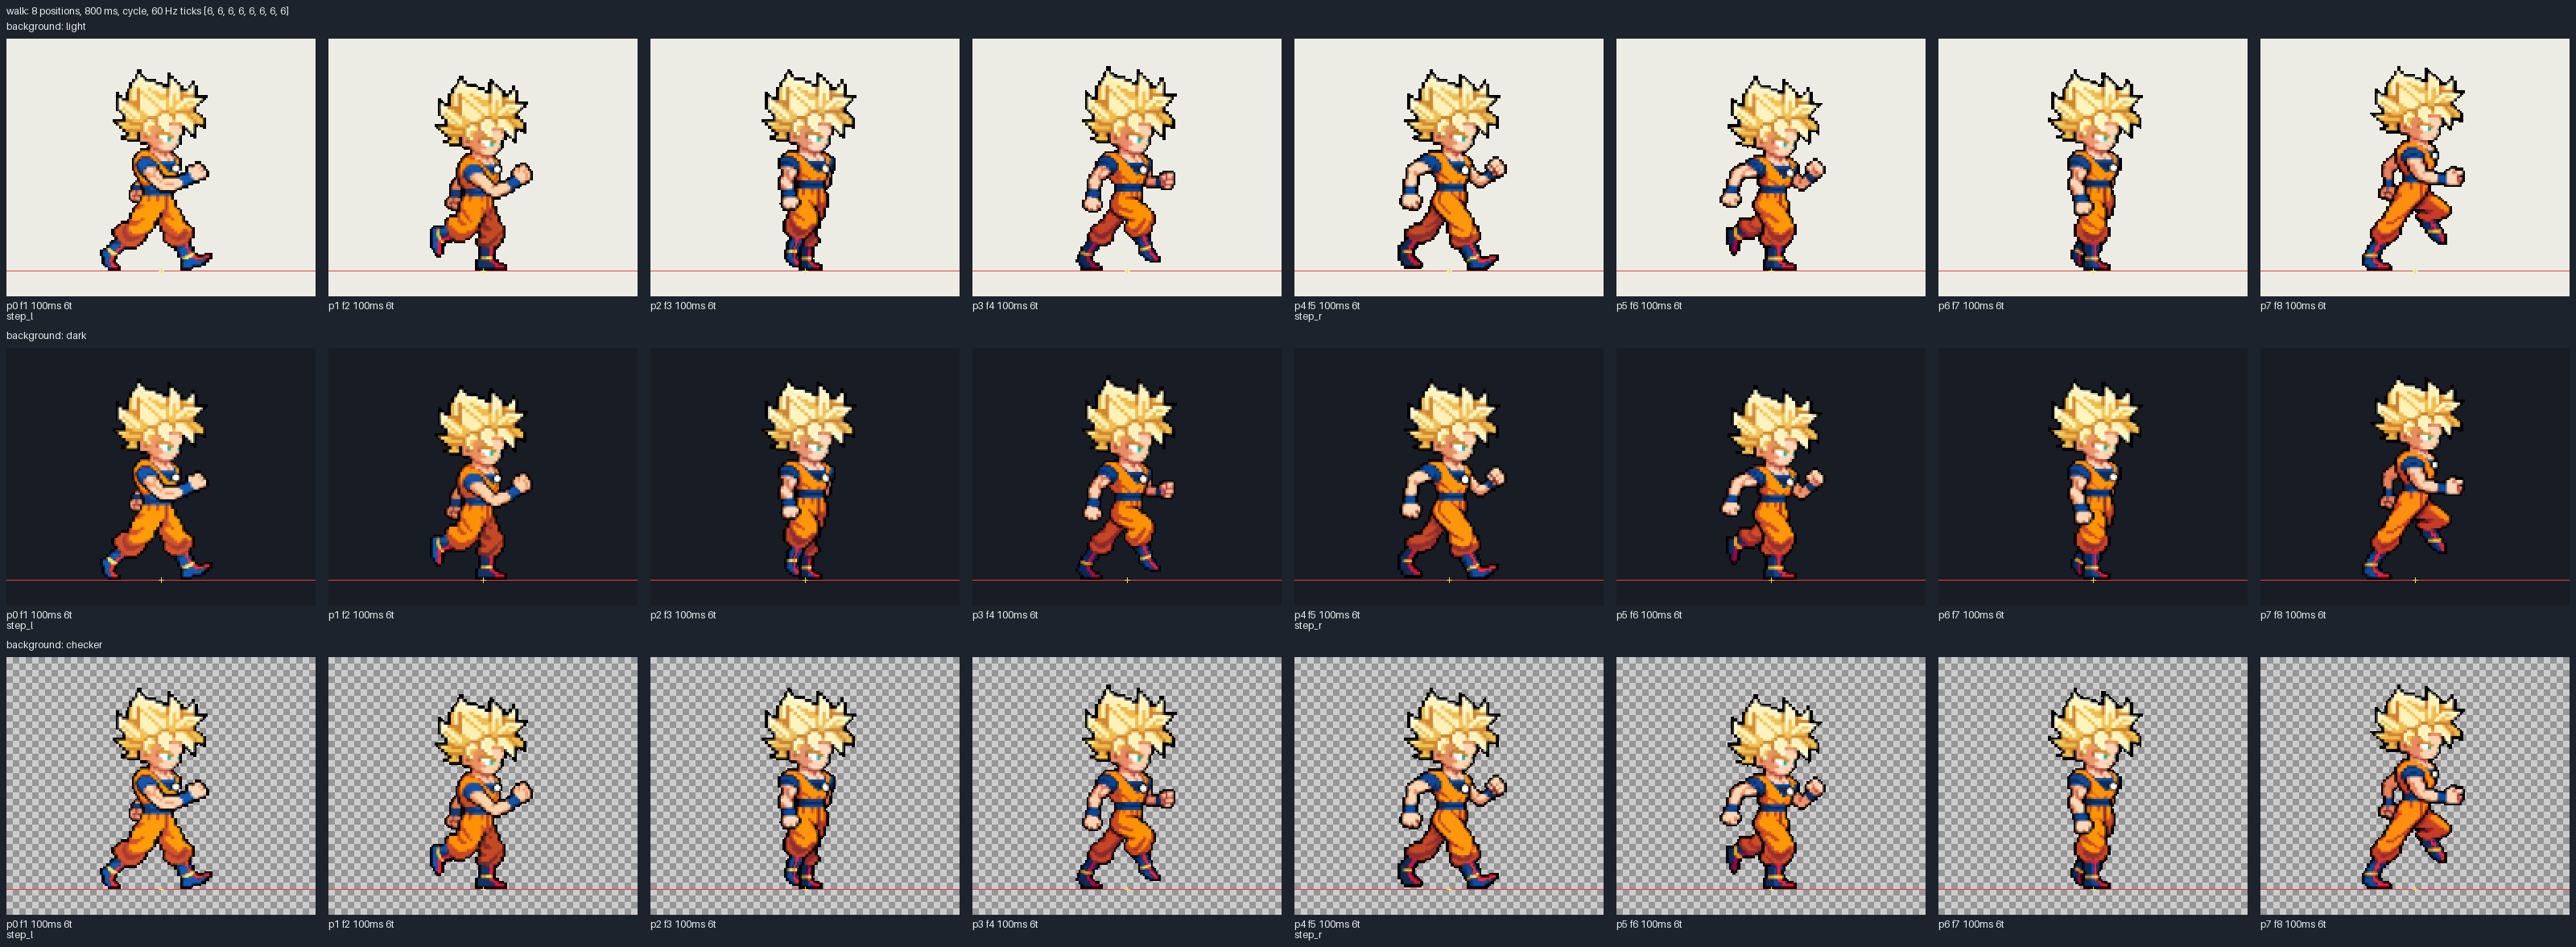 walk: 8 positions, 800 ms, cycle, 60 Hz ticks [6, 6, 6, 6, 6, 6, 6, 6]
background: light
p0 f1 100ms 6t
step_l
p1 f2 100ms 6t
p2 f3 100ms 6t
p3 f4 100ms 6t
p4 f5 100ms 6t
step_r
p5 f6 100ms 6t
p6 f7 100ms 6t
p7 f8 100ms 6t
background: dark
p0 f1 100ms 6t
step_l
p1 f2 100ms 6t
p2 f3 100ms 6t
p3 f4 100ms 6t
p4 f5 100ms 6t
step_r
p5 f6 100ms 6t
p6 f7 100ms 6t
p7 f8 100ms 6t
background: checker
p0 f1 100ms 6t
step_l
p1 f2 100ms 6t
p2 f3 100ms 6t
p3 f4 100ms 6t
p4 f5 100ms 6t
step_r
p5 f6 100ms 6t
p6 f7 100ms 6t
p7 f8 100ms 6t